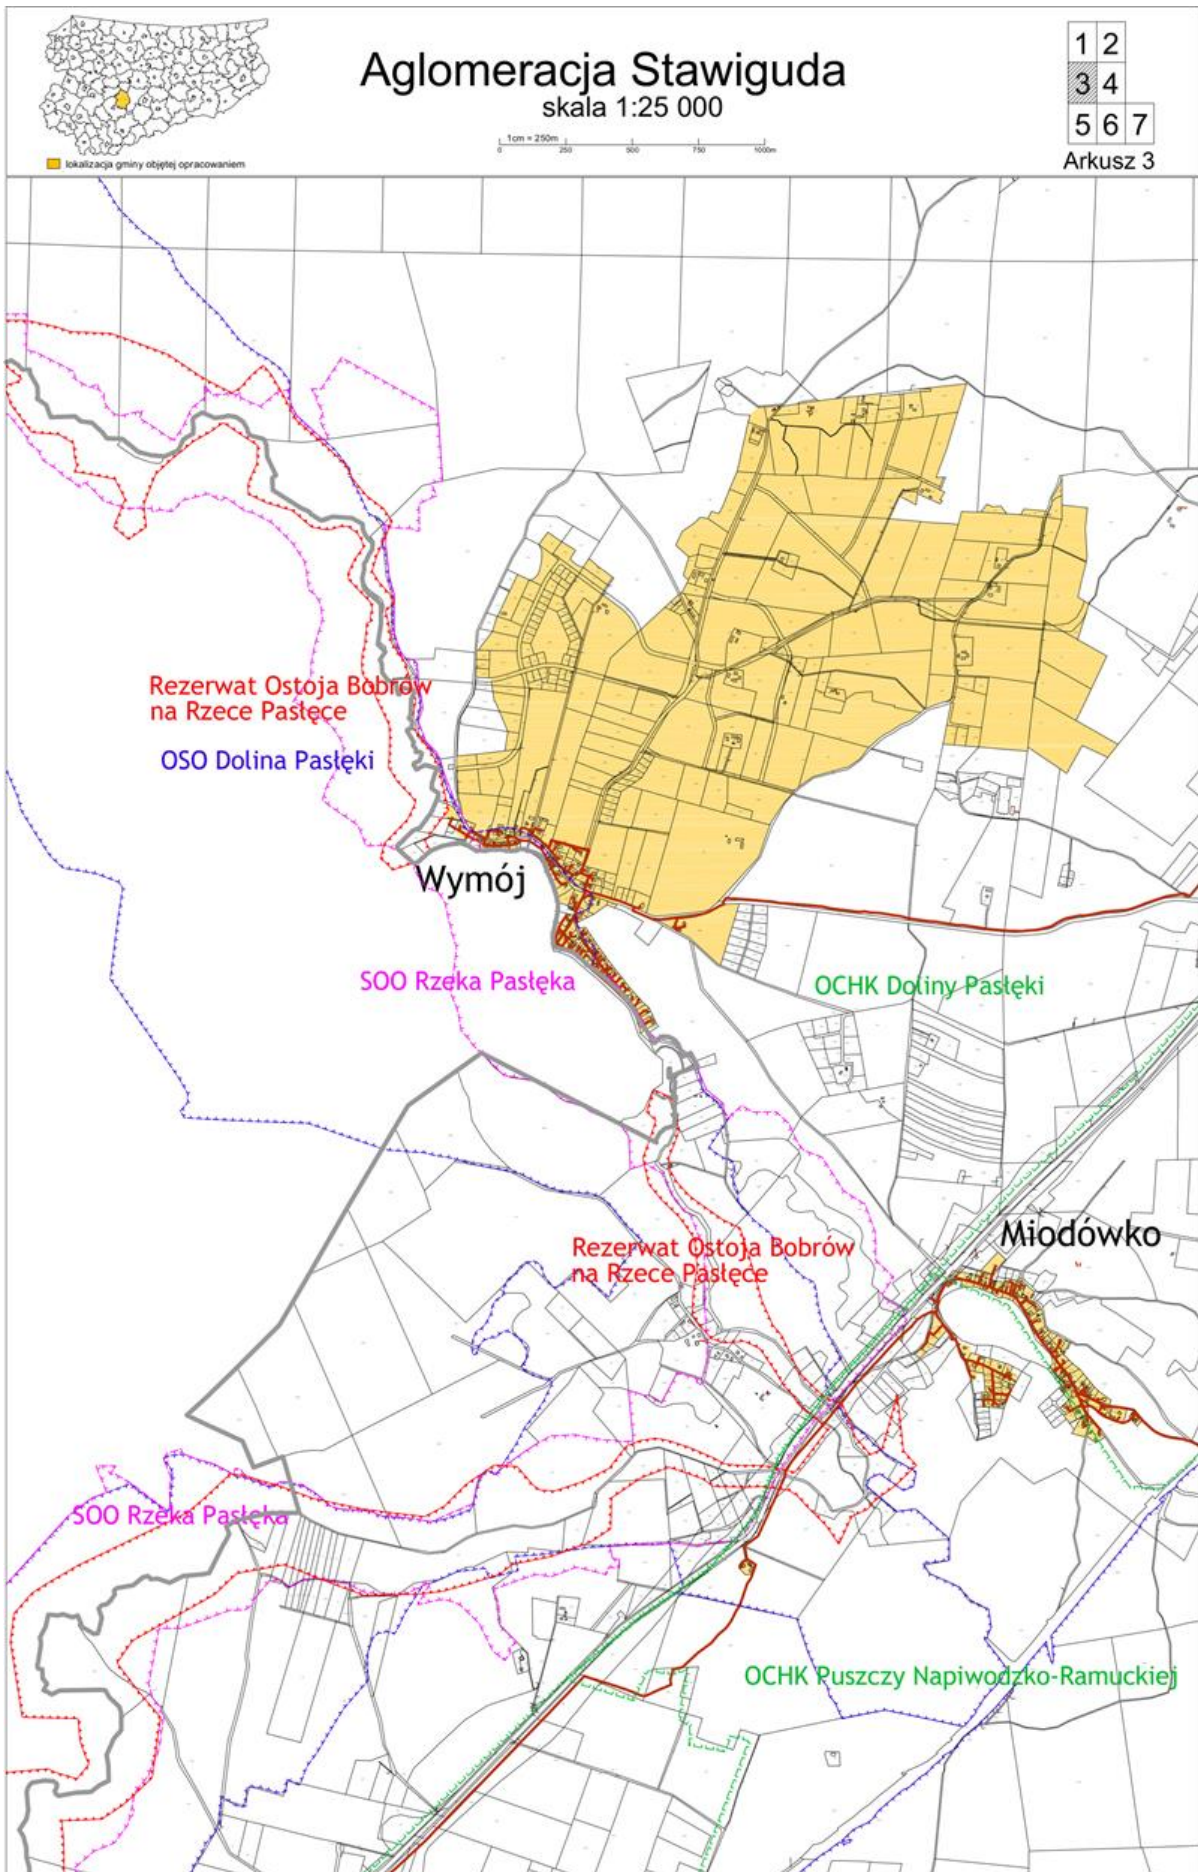 Aglomeracja Stawiguda
skala 1:25 000
1cm = 250m
0 250 500 750 1000m
lokalizacja gminy objętej opracowaniem
1 2
3 4
5 6 7
Arkusz 3
Rezerwat Ostoja Bobrów
na Rzece Pasłęce
OSO Dolina Pasłęki
Wymój
SOO Rzeka Pasłęka
OCHK Doliny Pasłęki
Miodówko
Rezerwat Ostoja Bobrów
na Rzece Pasłęce
SOO Rzeka Pasłęka
OCHK Puszczy Napiwodzko-Ramuckiej